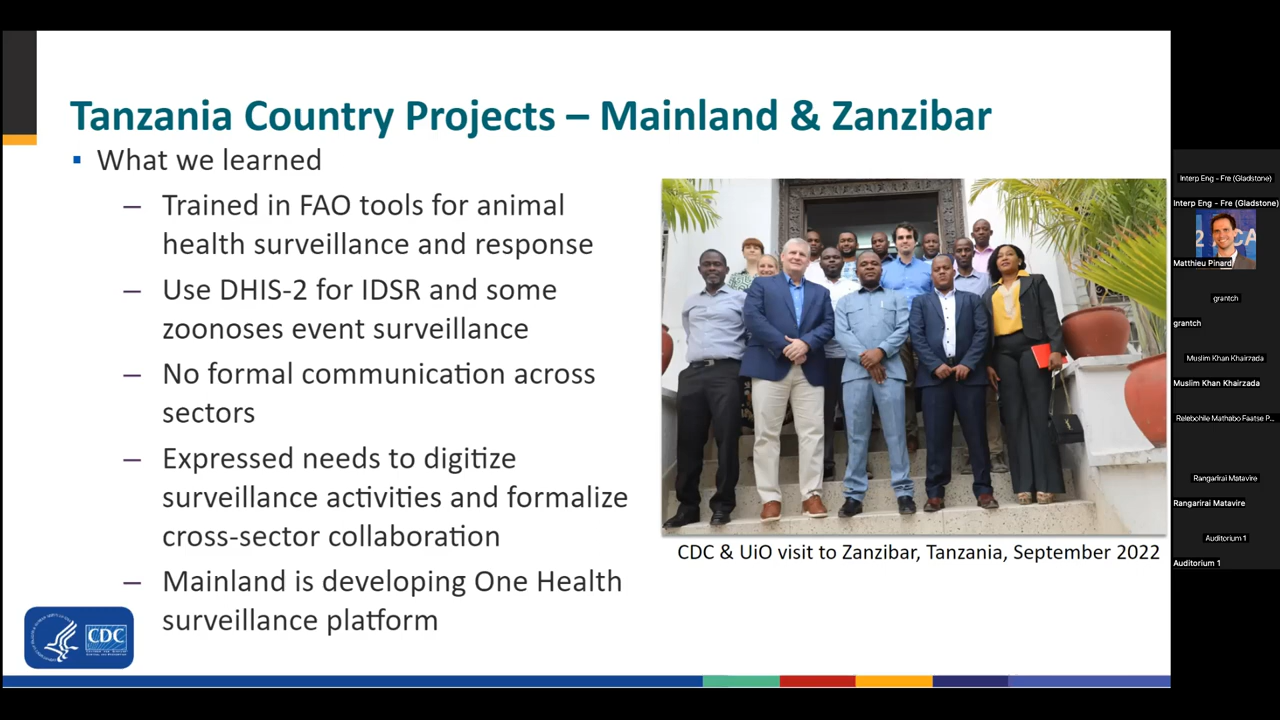 Tanzania Country Projects – Mainland & Zanzibar
▪ What we learned
– Trained in FAO tools for animal
health surveillance and response
– Use DHIS-2 for IDSR and some
zoonoses event surveillance
– No formal communication across
sectors
– Expressed needs to digitize
surveillance activities and formalize
cross-sector collaboration
– Mainland is developing One Health
surveillance platform
CDC & UiO visit to Zanzibar, Tanzania, September 2022
CDC
Interp Eng - Fre (Gladstone)
Interp Eng - Fre (Gladstone)
Matthieu Pinard
grantch
grantch
Muslim Khan Khairzada
Muslim Khan Khairzada
Relebohile Mathabo Faatse P...
Rangarirai Matavire
Rangarirai Matavire
Auditorium 1
Auditorium 1